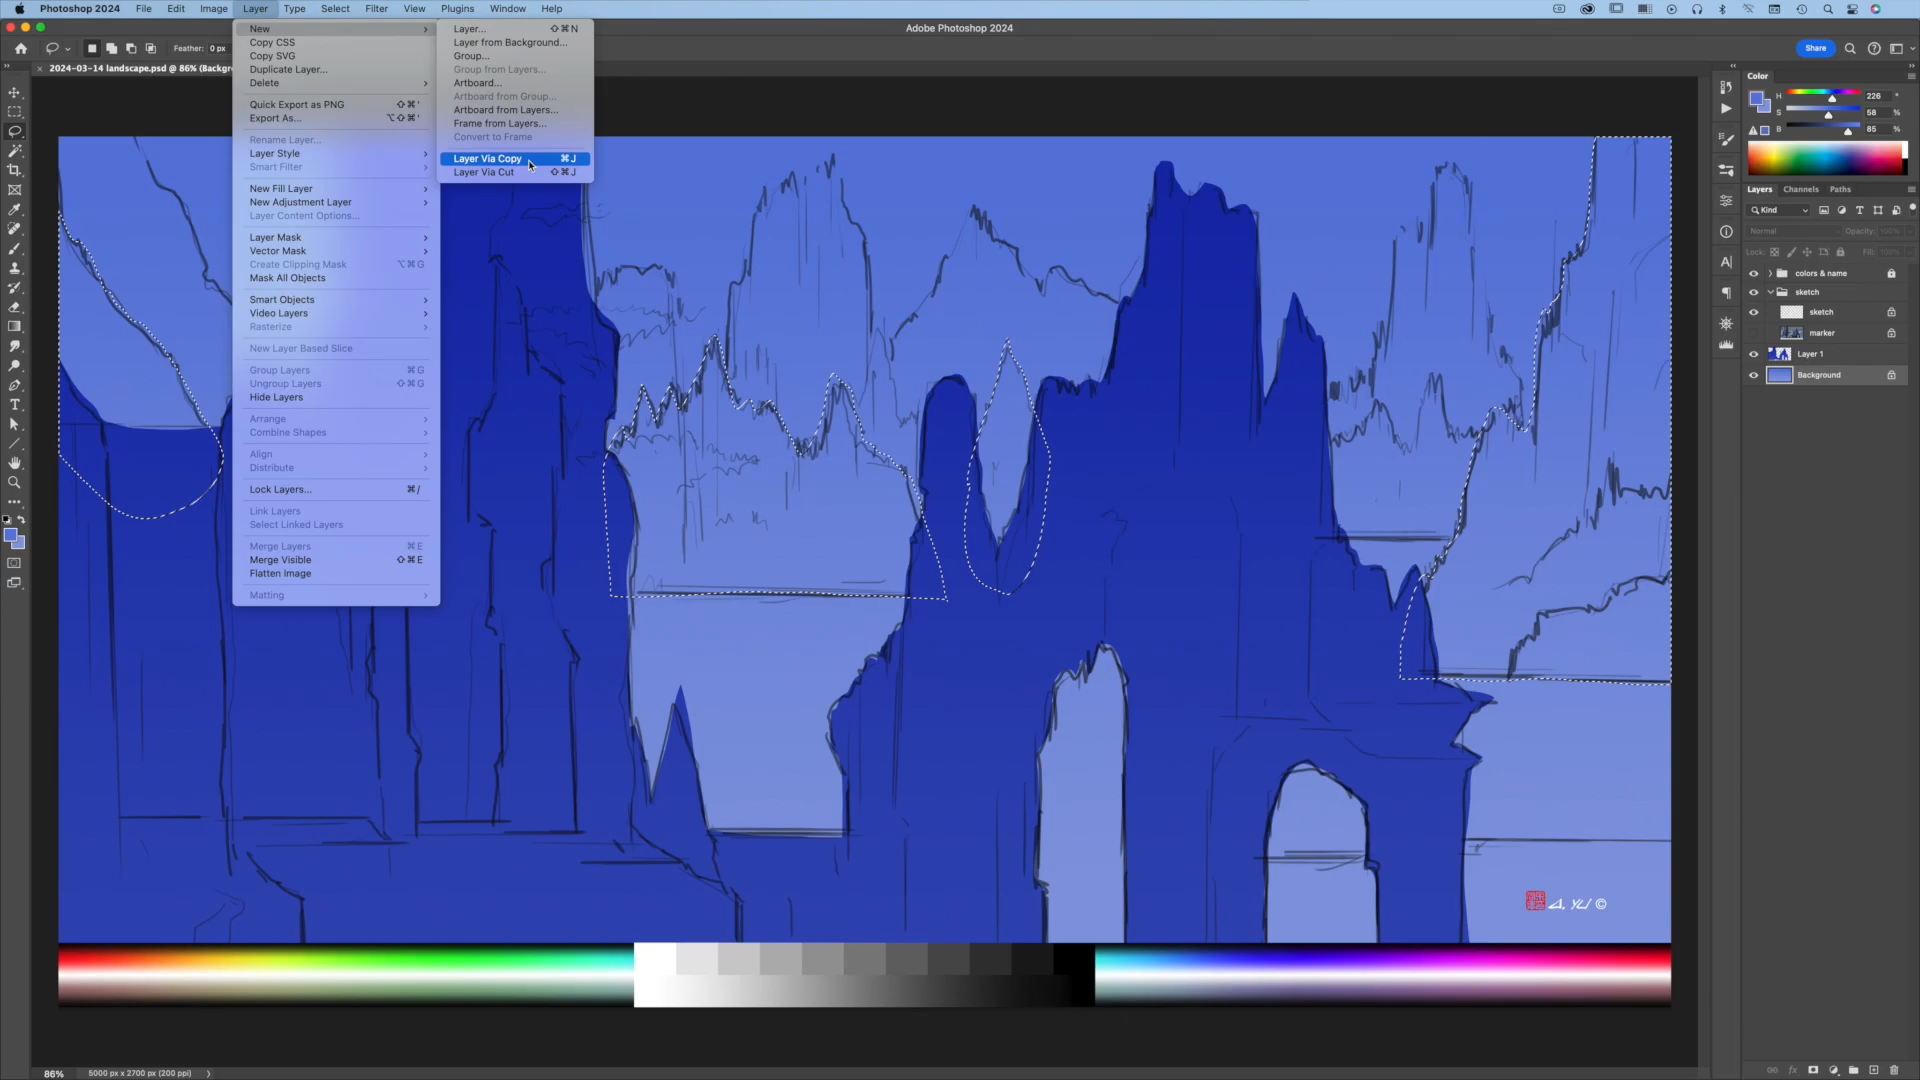 Photoshop 2024 File Edit Image Layer Type Select Filter View Plugins Window Help
Adobe Photoshop 2024
Feather: 0 px
Share
2024-03-14 landscape.psd @ 86% (Backgr
New
Copy CSS
Copy SVG
Duplicate Layer...
Delete
Quick Export as PNG ⇧⌘'
Export As... ⌥⇧⌘'
Rename Layer...
Layer Style
Smart Filter
New Fill Layer
New Adjustment Layer
Layer Content Options...
Layer Mask
Vector Mask
Create Clipping Mask ⌥⌘G
Mask All Objects
Smart Objects
Video Layers
Rasterize
New Layer Based Slice
Group Layers ⌘G
Ungroup Layers ⇧⌘G
Hide Layers
Arrange
Combine Shapes
Align
Distribute
Lock Layers... ⌘/
Link Layers
Select Linked Layers
Merge Layers ⌘E
Merge Visible ⇧⌘E
Flatten Image
Matting
Layer... ⇧⌘N
Layer from Background...
Group...
Group from Layers...
Artboard...
Artboard from Group...
Artboard from Layers...
Frame from Layers...
Convert to Frame
Layer Via Copy ⌘J
Layer Via Cut ⇧⌘J
Color
H 226 °
S 58 %
B 85 %
Layers Channels Paths
Kind
Normal Opacity: 100%
Lock: Fill: 100%
colors & name
sketch
sketch
marker
Layer 1
Background
A. YU ©
86% 5000 px x 2700 px (200 ppi)